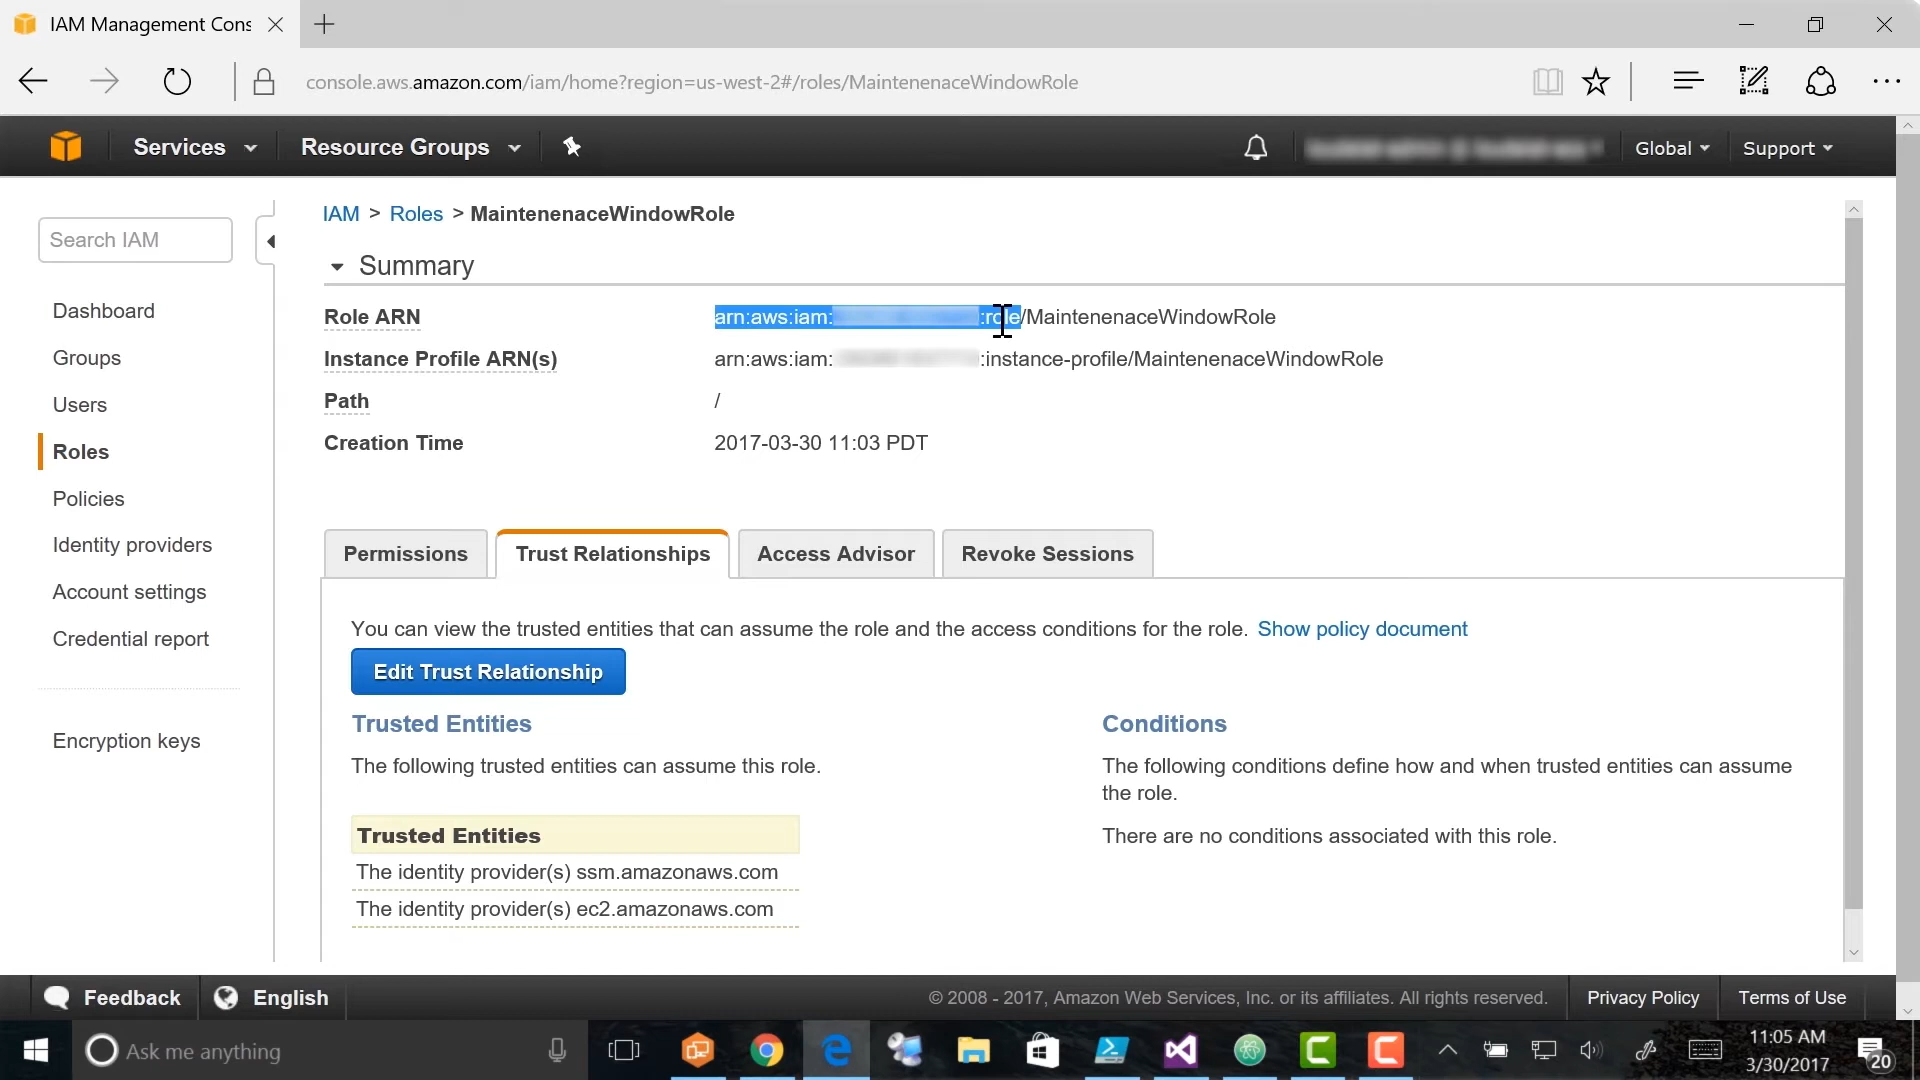 IAM Management Cons
console.aws.amazon.com/iam/home?region=us-west-2#/roles/MaintenenaceWindowRole
Services Resource Groups Global Support
IAM > Roles > MaintenenaceWindowRole
Search IAM
Dashboard
Groups
Users
Roles
Policies
Identity providers
Account settings
Credential report
Encryption keys
Summary
Role ARN arn:aws:iam: :role/MaintenenaceWindowRole
Instance Profile ARN(s) arn:aws:iam: :instance-profile/MaintenenaceWindowRole
Path /
Creation Time 2017-03-30 11:03 PDT
Permissions Trust Relationships Access Advisor Revoke Sessions
You can view the trusted entities that can assume the role and the access conditions for the role. Show policy document
Edit Trust Relationship
Trusted Entities
The following trusted entities can assume this role.
Trusted Entities
The identity provider(s) ssm.amazonaws.com
The identity provider(s) ec2.amazonaws.com
Conditions
The following conditions define how and when trusted entities can assume
the role.
There are no conditions associated with this role.
Feedback English © 2008 - 2017, Amazon Web Services, Inc. or its affiliates. All rights reserved. Privacy Policy Terms of Use
Ask me anything
11:05 AM
3/30/2017
20